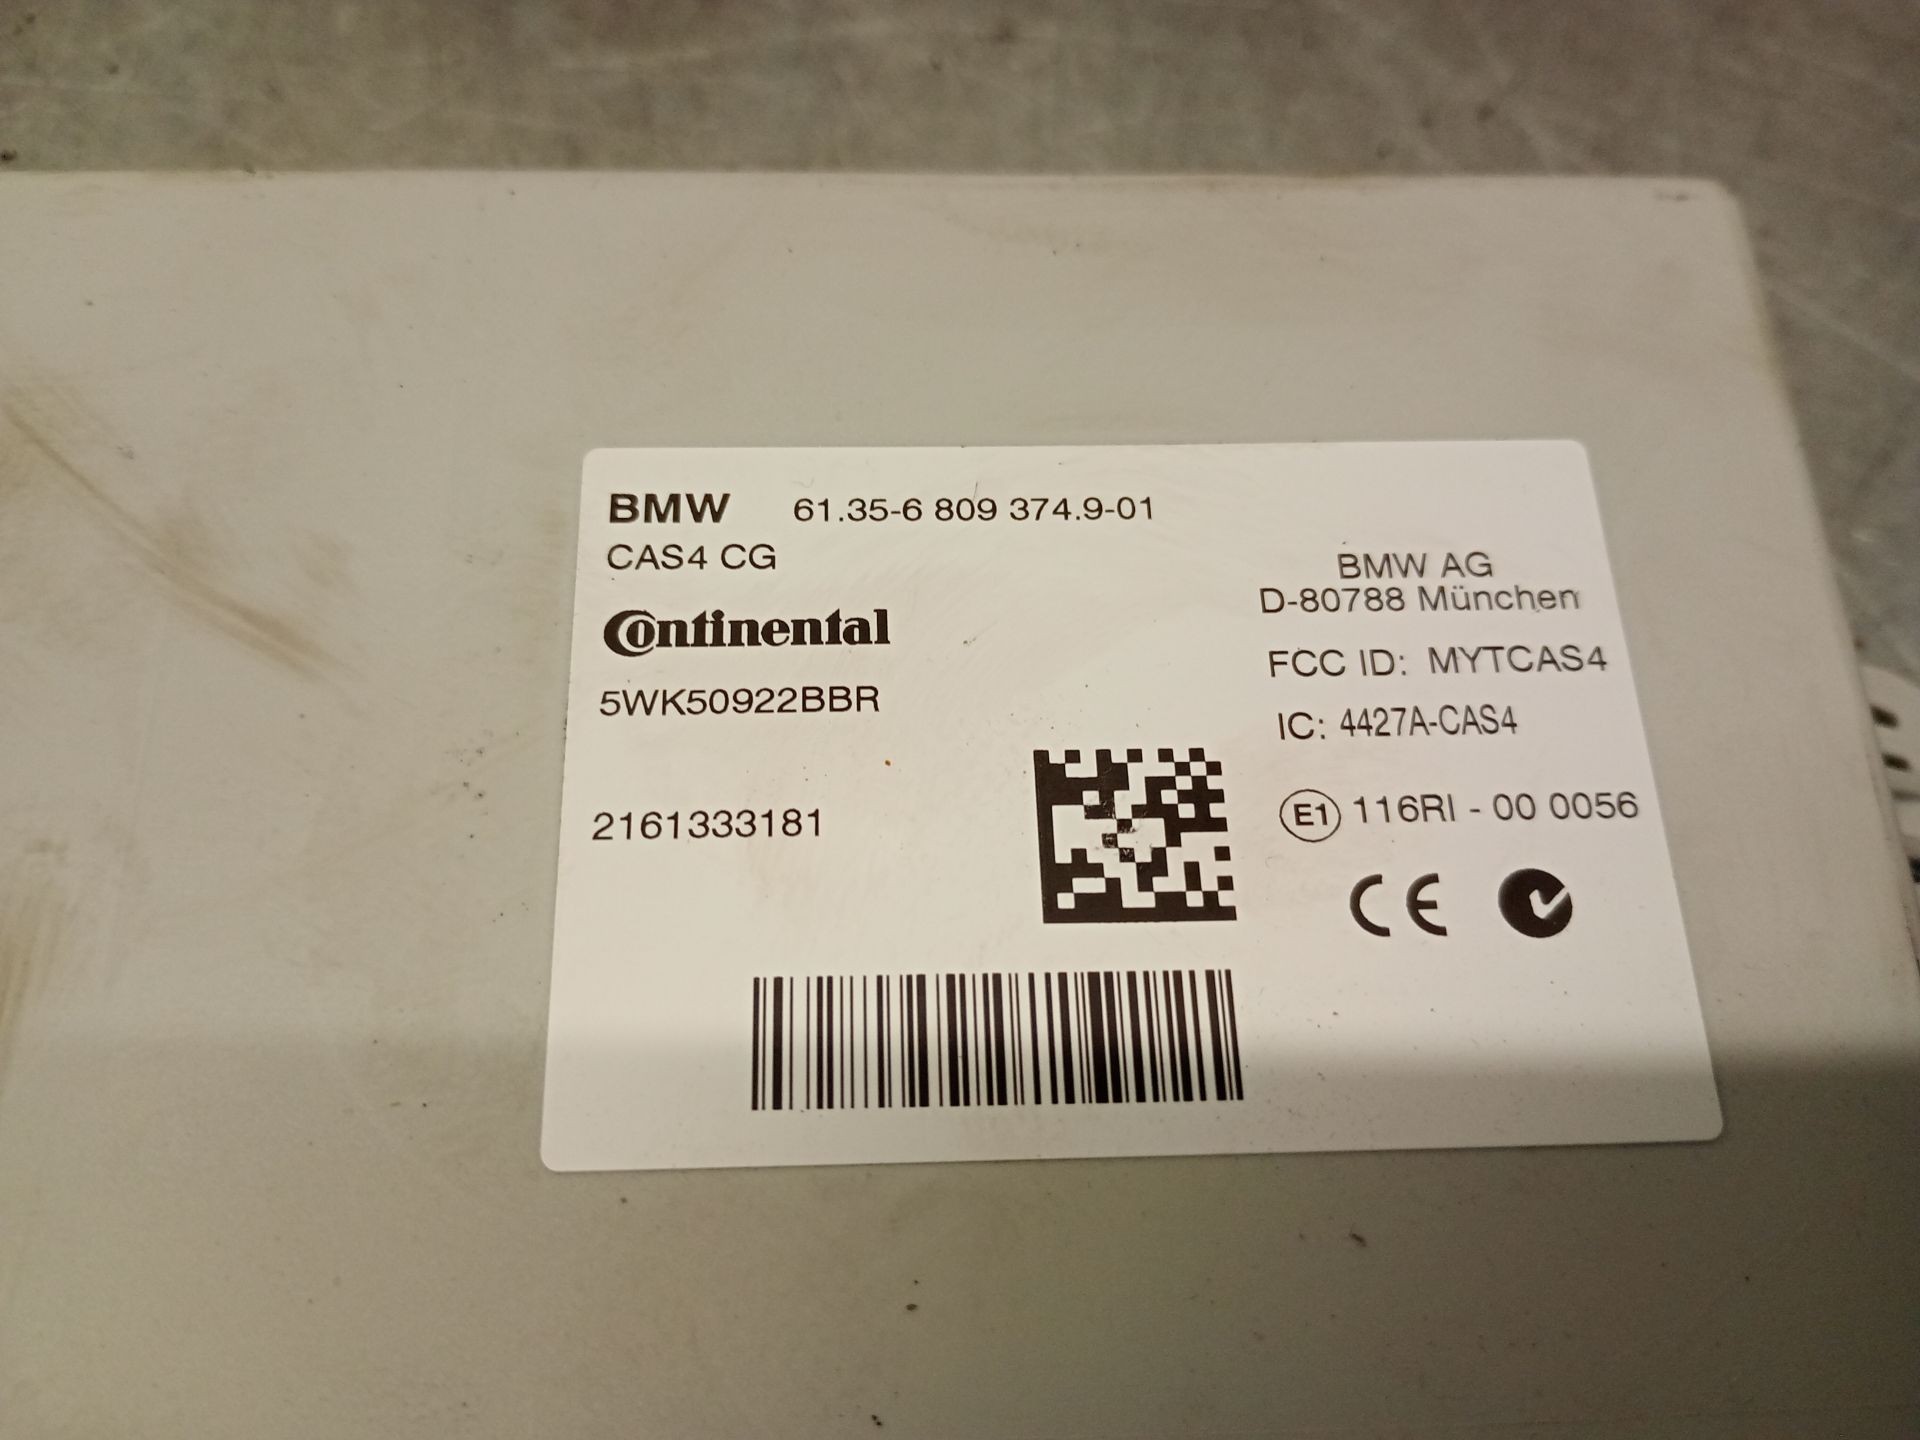 BMW 61.35-6 809 374.9-01
CAS4 CG
Continental
5WK50922BBR
2161333181
BMW AG
D-80788 München
FCC ID: MYTCAS4
IC: 4427A-CAS4
E1 116RI - 00 0056
CE